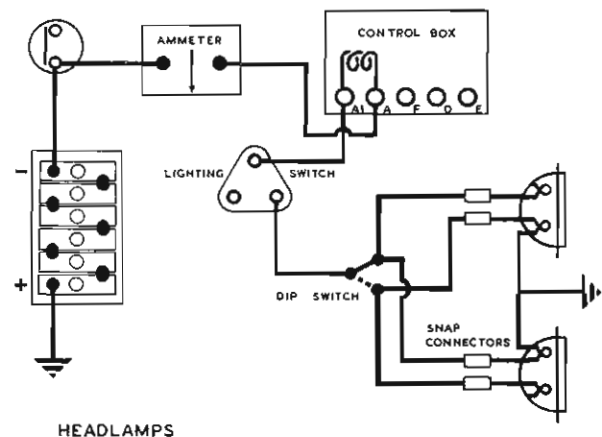 AMMETER
CONTROL BOX
A1 A F D E
LIGHTING SWITCH
-
+
DIP SWITCH
SNAP
CONNECTORS
HEADLAMPS